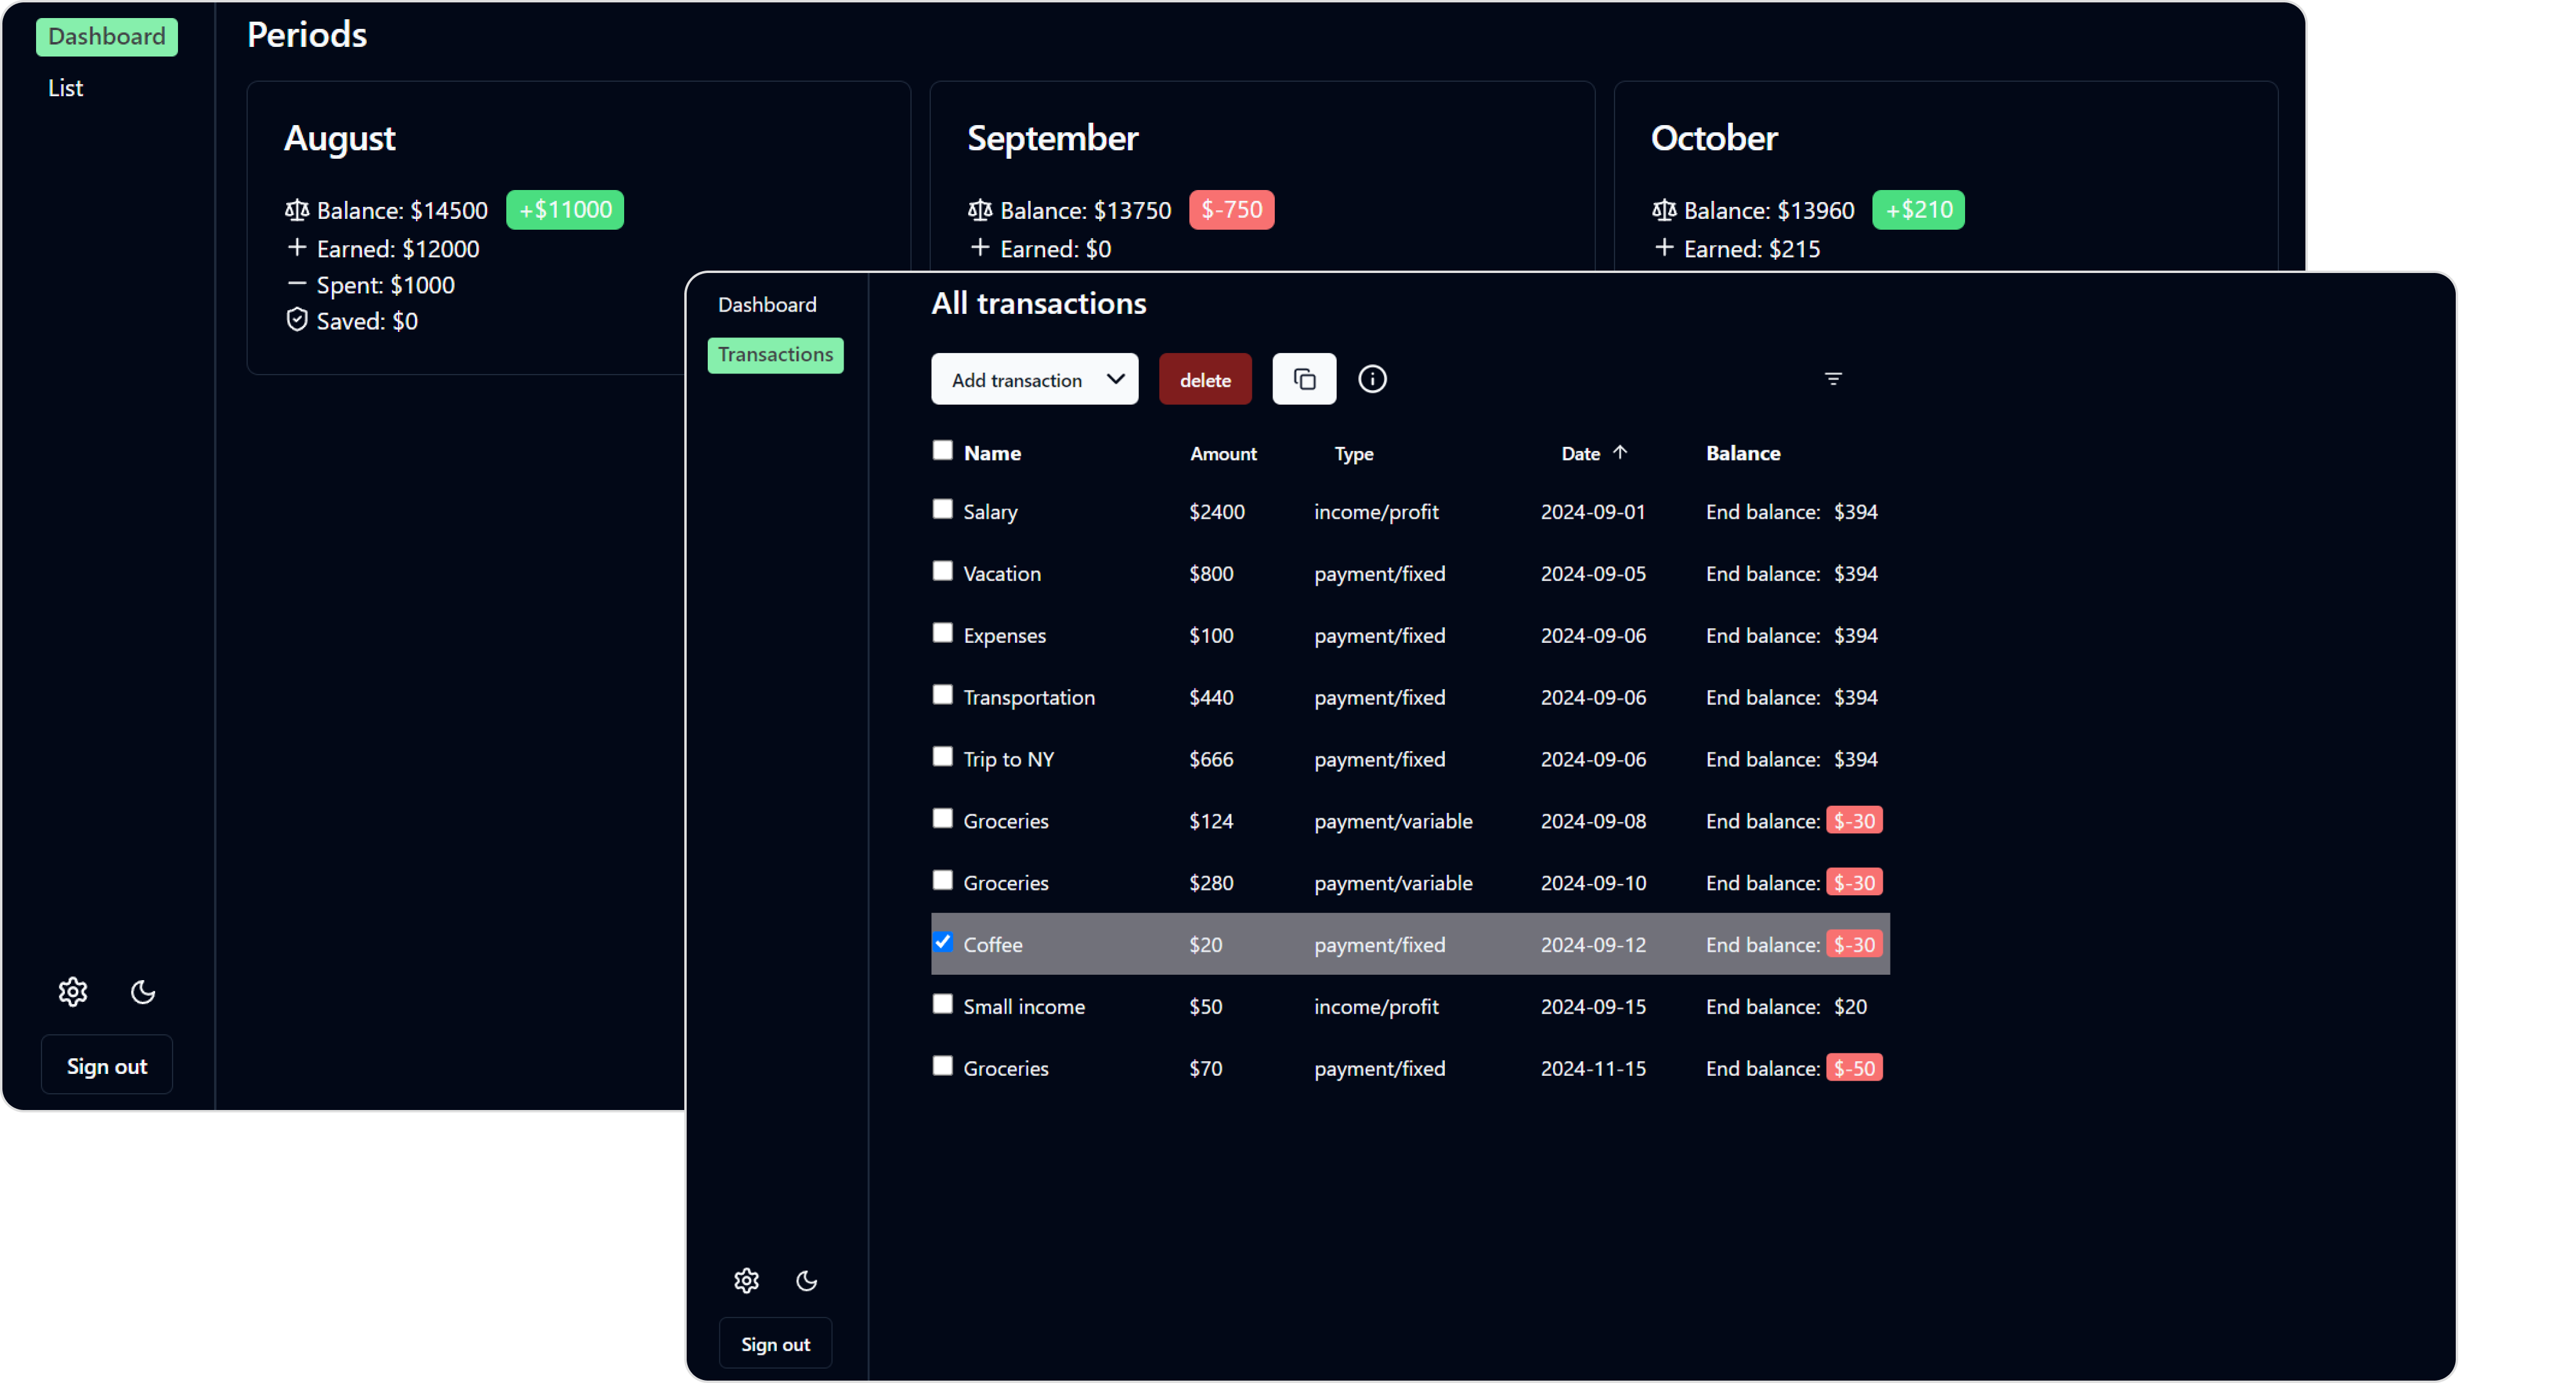 Dashboard
List
Periods
August
Balance: $14500 +$11000
Earned: $12000
Spent: $1000
Saved: $0
September
Balance: $13750 $-750
Earned: $0
October
Balance: $13960 +$210
Earned: $215
Sign out
Dashboard
Transactions
All transactions
Add transaction delete
Name Amount Type Date Balance
Salary $2400 income/profit 2024-09-01 End balance: $394
Vacation $800 payment/fixed 2024-09-05 End balance: $394
Expenses $100 payment/fixed 2024-09-06 End balance: $394
Transportation $440 payment/fixed 2024-09-06 End balance: $394
Trip to NY $666 payment/fixed 2024-09-06 End balance: $394
Groceries $124 payment/variable 2024-09-08 End balance: $-30
Groceries $280 payment/variable 2024-09-10 End balance: $-30
Coffee $20 payment/fixed 2024-09-12 End balance: $-30
Small income $50 income/profit 2024-09-15 End balance: $20
Groceries $70 payment/fixed 2024-11-15 End balance: $-50
Sign out